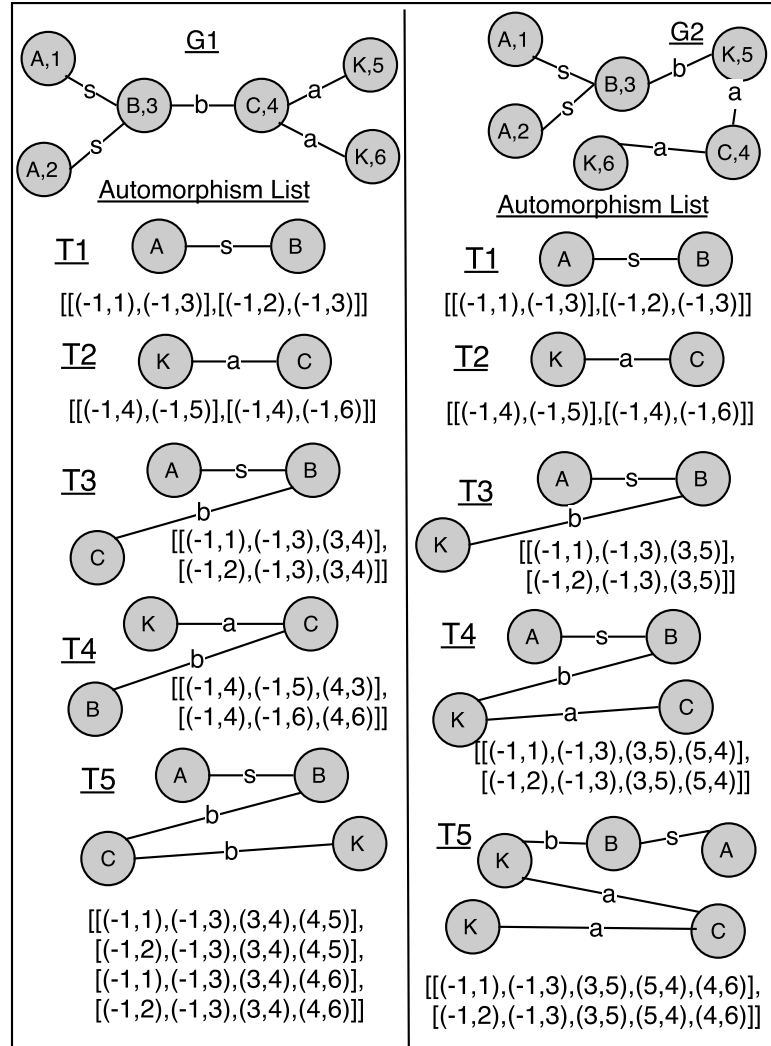 G1
A,1
K,5
s
B,3
b
C,4
a
s
a
A,2
K,6
Automorphism List
T1
A
s
B
[[(-1,1),(-1,3)],[(-1,2),(-1,3)]]
T2
K
a
C
[[(-1,4),(-1,5)],[(-1,4),(-1,6)]]
T3
A
s
B
b
C
[[(-1,1),(-1,3),(3,4)],
[(-1,2),(-1,3),(3,4)]]
T4
K
a
C
b
B
[[(-1,4),(-1,5),(4,3)],
[(-1,4),(-1,6),(4,6)]]
T5
A
s
B
b
C
b
K
[[(-1,1),(-1,3),(3,4),(4,5)],
[(-1,2),(-1,3),(3,4),(4,5)],
[(-1,1),(-1,3),(3,4),(4,6)],
[(-1,2),(-1,3),(3,4),(4,6)]]
G2
A,1
K,5
s
B,3
b
s
a
A,2
K,6
a
C,4
Automorphism List
T1
A
s
B
[[(-1,1),(-1,3)],[(-1,2),(-1,3)]]
T2
K
a
C
[[(-1,4),(-1,5)],[(-1,4),(-1,6)]]
T3
A
s
B
b
K
[[(-1,1),(-1,3),(3,5)],
[(-1,2),(-1,3),(3,5)]]
T4
A
s
B
b
K
a
C
[[(-1,1),(-1,3),(3,5),(5,4)],
[(-1,2),(-1,3),(3,5),(5,4)]]
T5
K
b
B
s
A
a
K
a
C
[[(-1,1),(-1,3),(3,5),(5,4),(4,6)],
[(-1,2),(-1,3),(3,5),(5,4),(4,6)]]